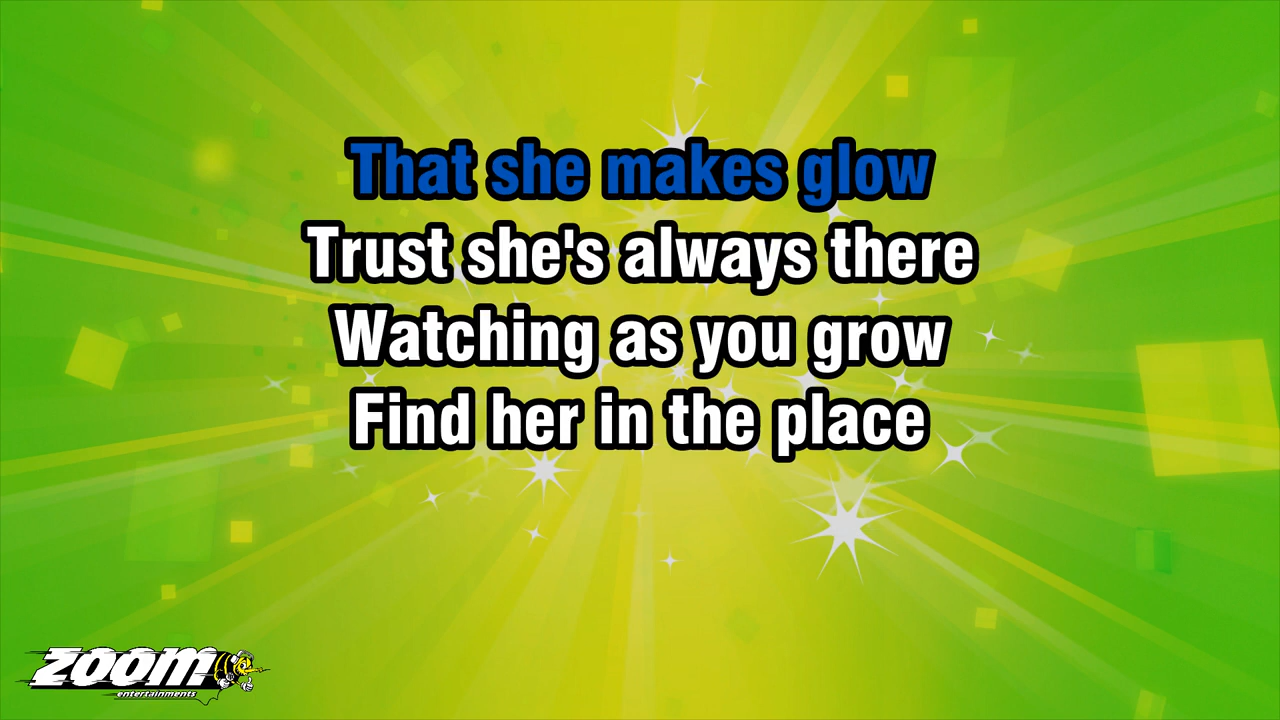 That she makes glow
Trust she's always there
Watching as you grow
Find her in the place
zoom
entertainments